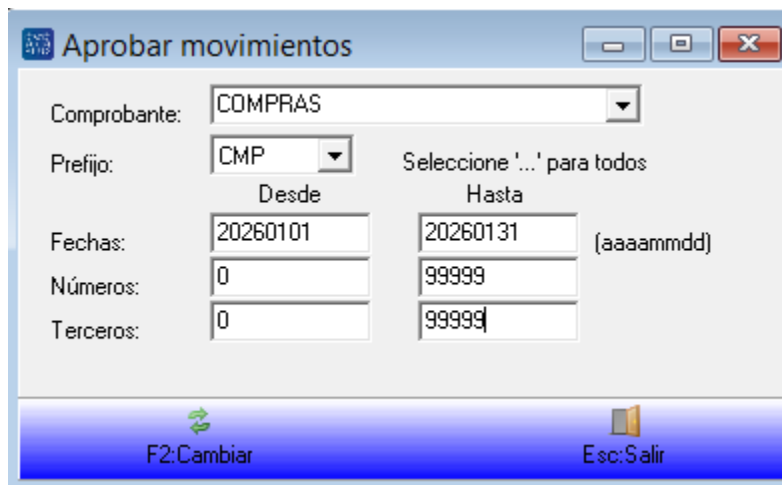 Aprobar movimientos
Comprobante: COMPRAS
Prefijo: CMP Seleccione '...' para todos
Desde Hasta
Fechas: 20260101 20260131 (aaaammdd)
Números: 0 99999
Terceros: 0 99999
F2:Cambiar Esc:Salir